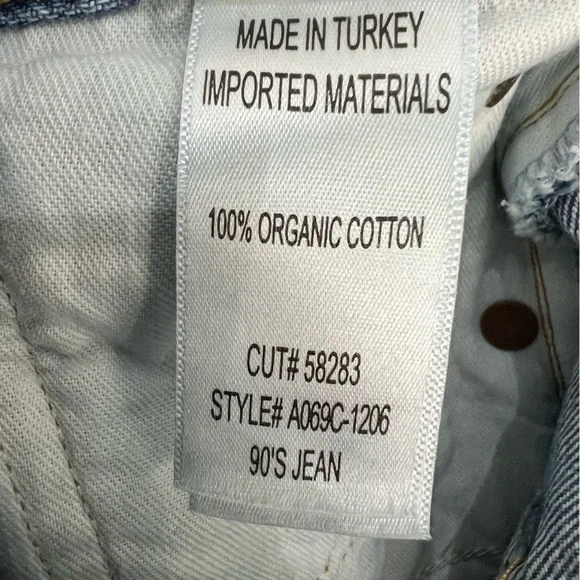 MADE IN TURKEY
IMPORTED MATERIALS
100% ORGANIC COTTON
CUT# 58283
STYLE# A069C-1206
90'S JEAN